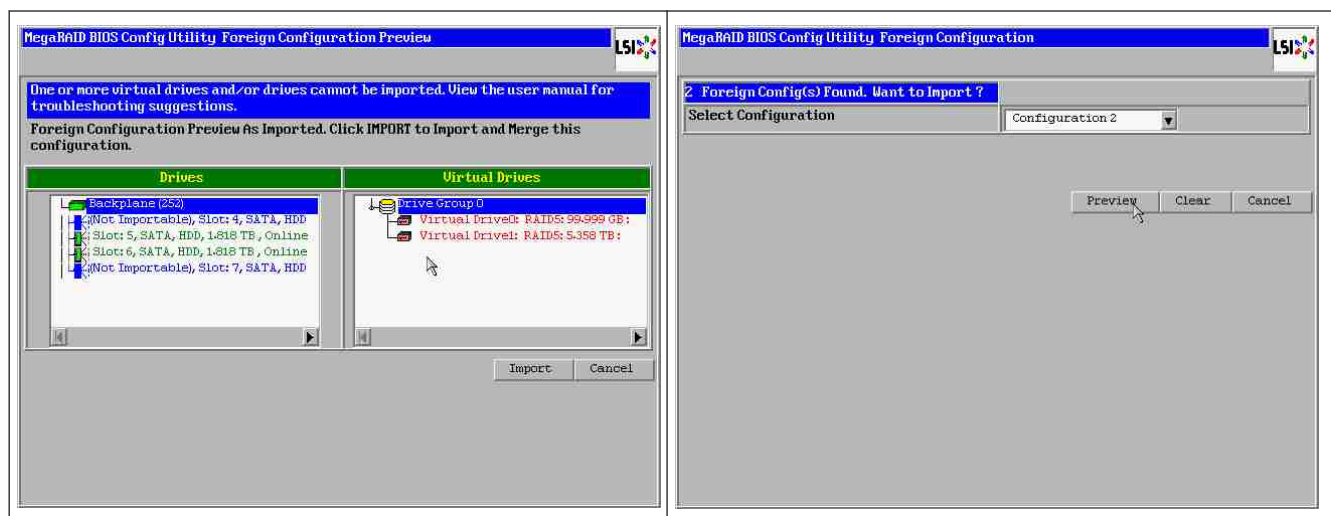 MegaRAID BIOS Config Utility Foreign Configuration Preview
LSI
One or more virtual drives and/or drives cannot be imported. View the user manual for
troubleshooting suggestions.
Foreign Configuration Preview As Imported. Click IMPORT to Import and Merge this
configuration.
Drives
Virtual Drives
Backplane (252)
(Not Importable), Slot: 4, SATA, HDD
Slot: 5, SATA, HDD, 1.818 TB, Online
Slot: 6, SATA, HDD, 1.818 TB, Online
(Not Importable), Slot: 7, SATA, HDD
Drive Group 0
Virtual Drive0: RAID5: 99.999 GB:
Virtual Drive1: RAID5: 5.358 TB:
Import
Cancel
MegaRAID BIOS Config Utility Foreign Configuration
LSI
2 Foreign Config(s) Found. Want to Import ?
Select Configuration
Configuration 2
Preview
Clear
Cancel